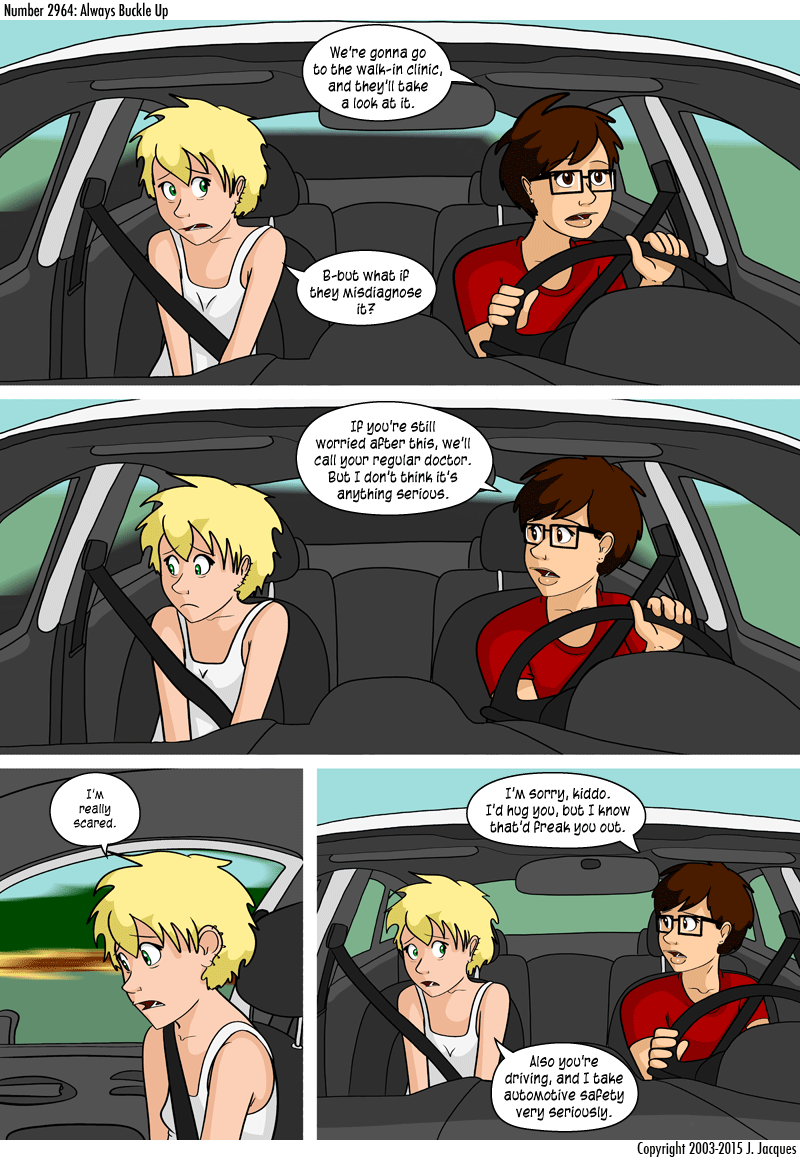 Number 2964: Always Buckle Up
We're gonna go
to the walk-in clinic,
and they'll take
a look at it.
B-but what if
they misdiagnose
it?
If you're still
worried after this, we'll
call your regular doctor.
But I don't think it's
anything serious.
I'm
really
scared.
I'm sorry, kiddo.
I'd hug you, but I know
that'd freak you out.
Also you're
driving, and I take
automotive safety
very seriously.
Copyright 2003-2015 J. Jacques